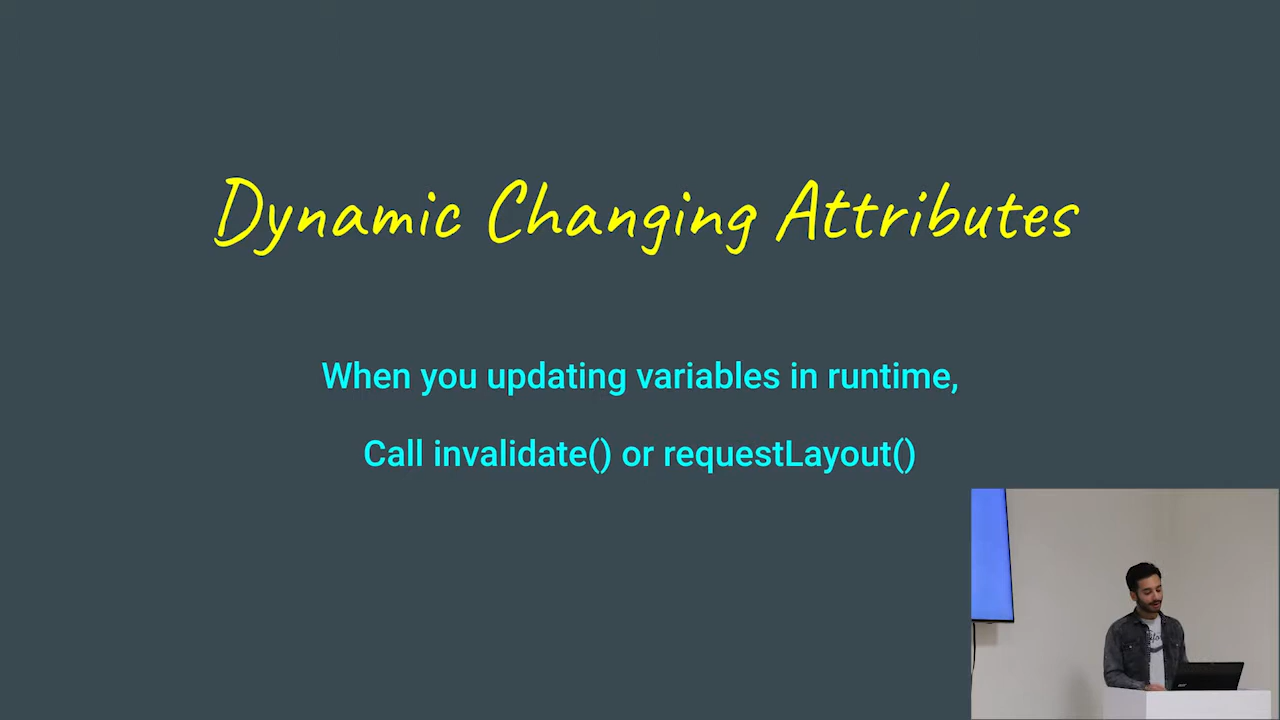 Dynamic Changing Attributes
When you updating variables in runtime,
Call invalidate() or requestLayout()